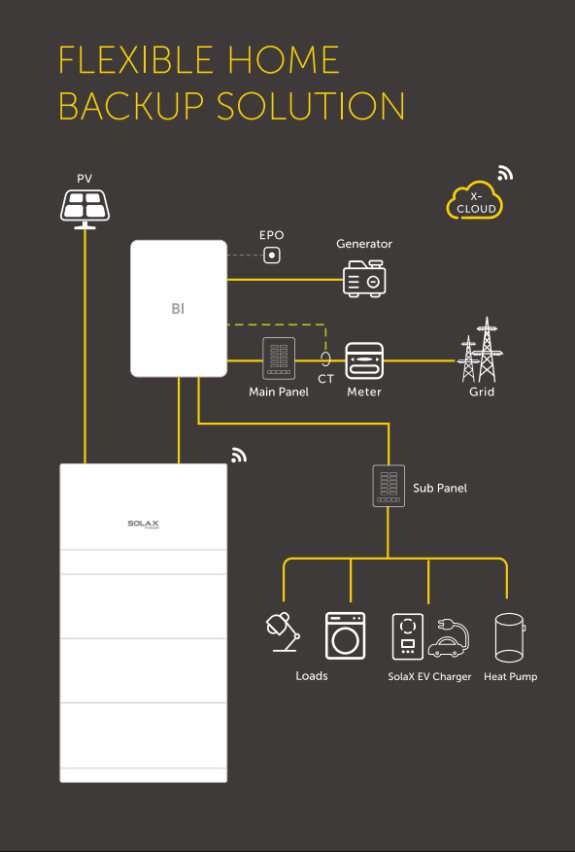 FLEXIBLE HOME
BACKUP SOLUTION
PV
X-
CLOUD
EPO
Generator
BI
CT
Main Panel
Meter
Grid
Sub Panel
SOLAX
Loads
SolaX EV Charger
Heat Pump